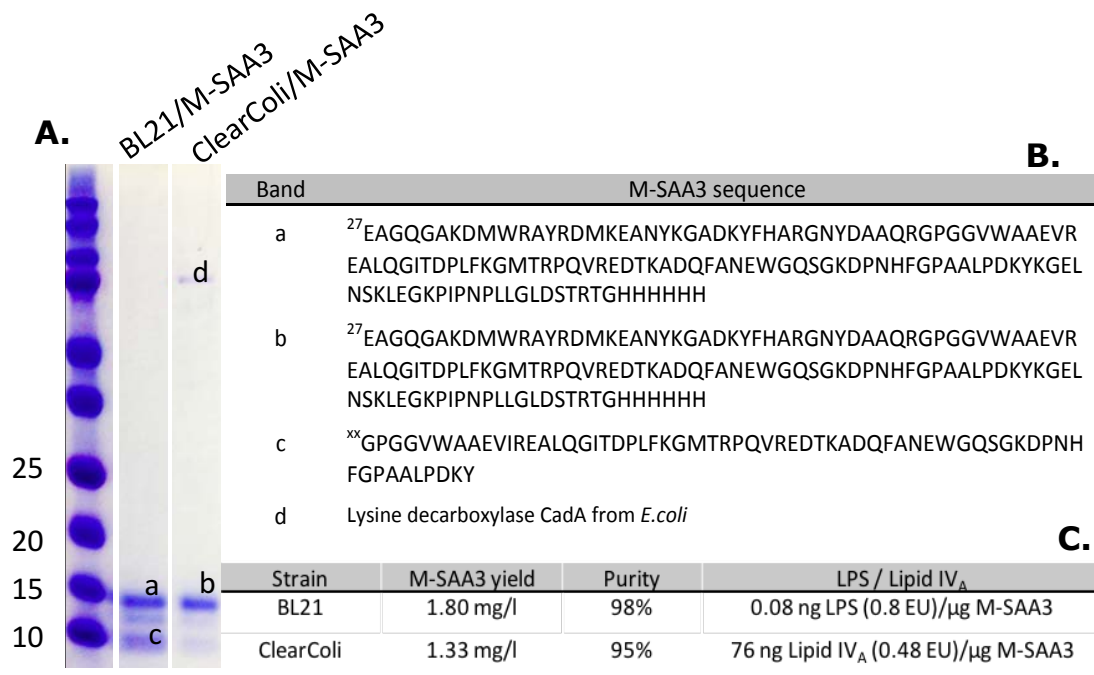 A.
BL21/M-SAA3
ClearColi/M-SAA3
25
20
15
10
a
b
c
d
B.
Band M-SAA3 sequence
a ²⁷EAGQGAKDMWRAYRDMKEANYKGADKYFHARGNYDAAQRGPGGVWAAEVR
EALQGITDPLFKGMTRPQVREDTKADQFANEWGQSGKDPNHFGPAALPDKYKGEL
NSKLEGKPIPNPLLGLDSTRTGHHHHHH
b ²⁷EAGQGAKDMWRAYRDMKEANYKGADKYFHARGNYDAAQRGPGGVWAAEVR
EALQGITDPLFKGMTRPQVREDTKADQFANEWGQSGKDPNHFGPAALPDKYKGEL
NSKLEGKPIPNPLLGLDSTRTGHHHHHH
c ˣˣGPGGVWAAEVIREALQGITDPLFKGMTRPQVREDTKADQFANEWGQSGKDPNH
FGPAALPDKY
d Lysine decarboxylase CadA from E.coli
C.
Strain M-SAA3 yield Purity LPS / Lipid IVA
BL21 1.80 mg/l 98% 0.08 ng LPS (0.8 EU)/µg M-SAA3
ClearColi 1.33 mg/l 95% 76 ng Lipid IVA (0.48 EU)/µg M-SAA3